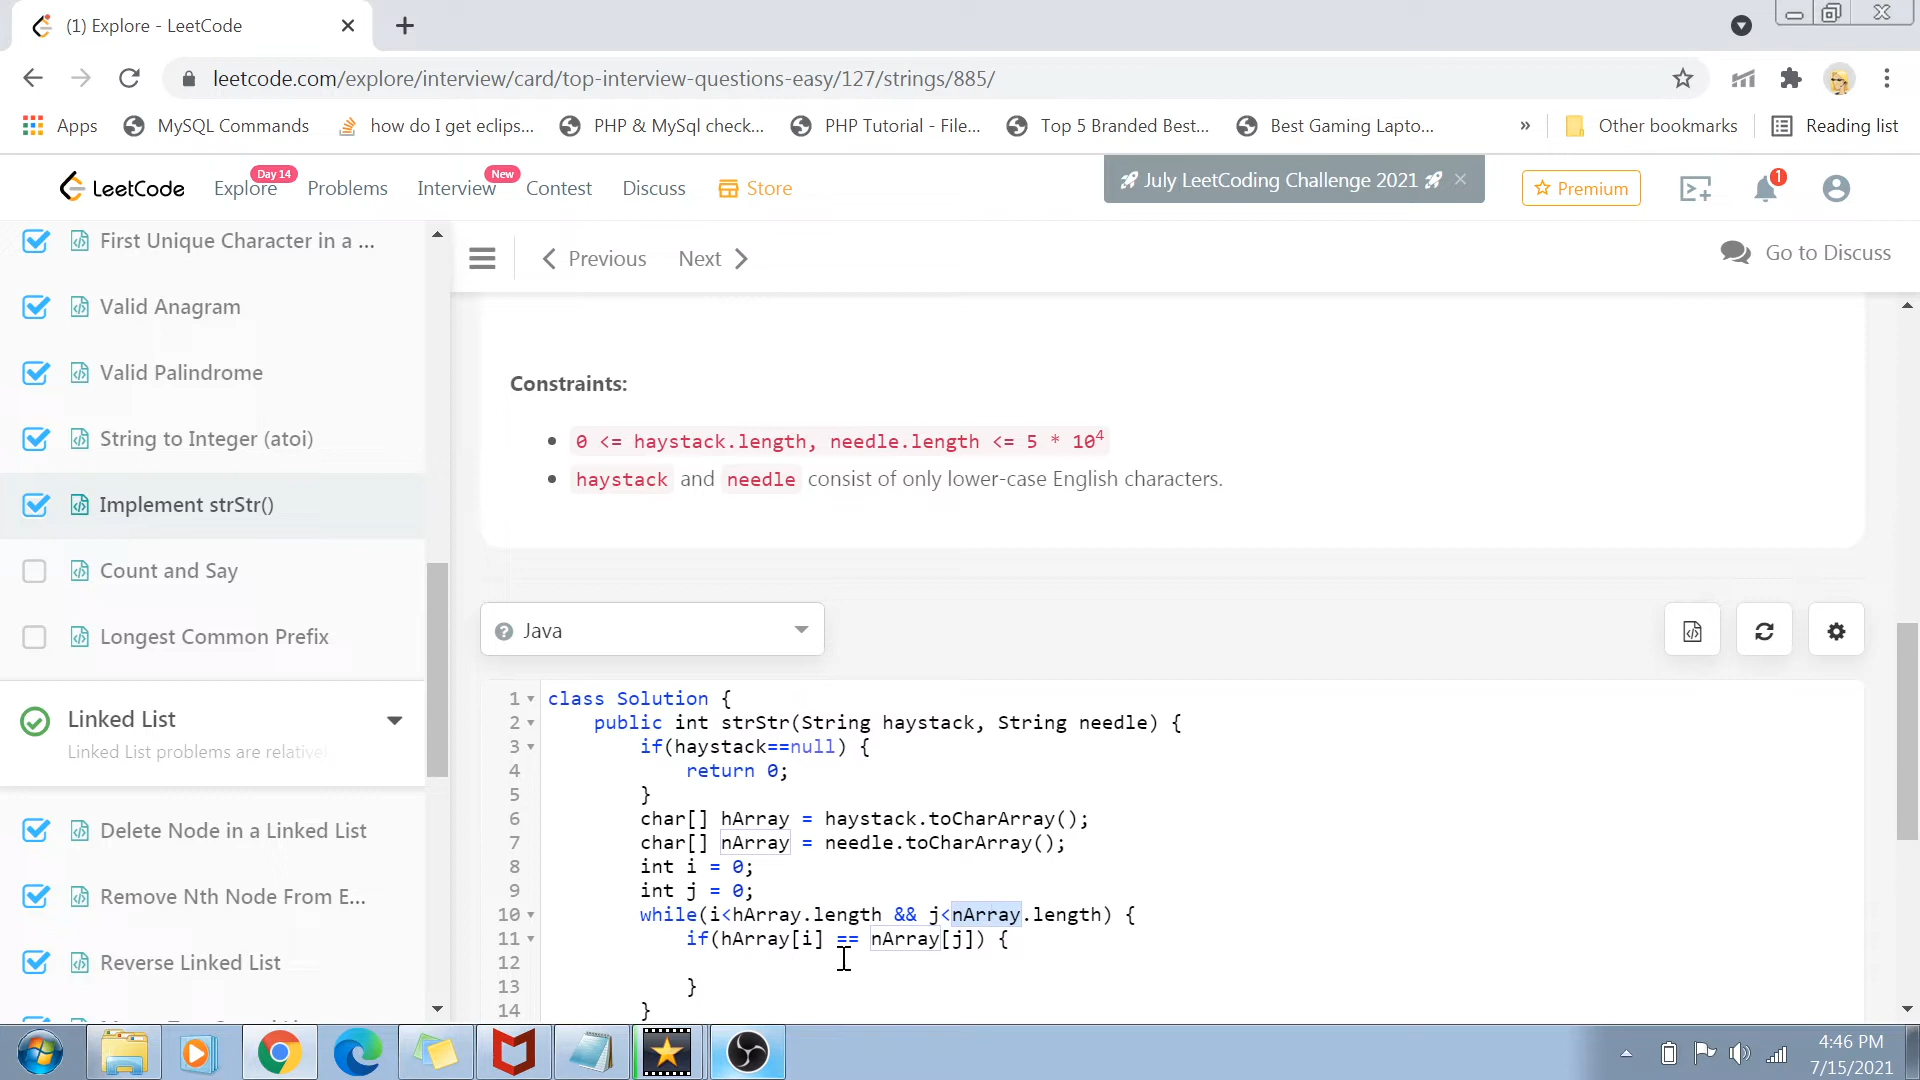 (1) Explore - LeetCode
leetcode.com/explore/interview/card/top-interview-questions-easy/127/strings/885/
Apps MySQL Commands how do I get eclips... PHP & MySql check... PHP Tutorial - File... Top 5 Branded Best... Best Gaming Lapto... » Other bookmarks Reading list
LeetCode Explore Day 14 Problems Interview New Contest Discuss Store July LeetCoding Challenge 2021 Premium 1
First Unique Character in a ...
Valid Anagram
Valid Palindrome
String to Integer (atoi)
Implement strStr()
Count and Say
Longest Common Prefix
Linked List
Linked List problems are relativel
Delete Node in a Linked List
Remove Nth Node From E...
Reverse Linked List
Previous Next Go to Discuss
Constraints:
0 <= haystack.length, needle.length <= 5 * 10⁴
haystack and needle consist of only lower-case English characters.
Java
1 class Solution {
2 public int strStr(String haystack, String needle) {
3 if(haystack==null) {
4 return 0;
5 }
6 char[] hArray = haystack.toCharArray();
7 char[] nArray = needle.toCharArray();
8 int i = 0;
9 int j = 0;
10 while(i<hArray.length && j<nArray.length) {
11 if(hArray[i] == nArray[j]) {
12
13 }
14 }
4:46 PM
7/15/2021